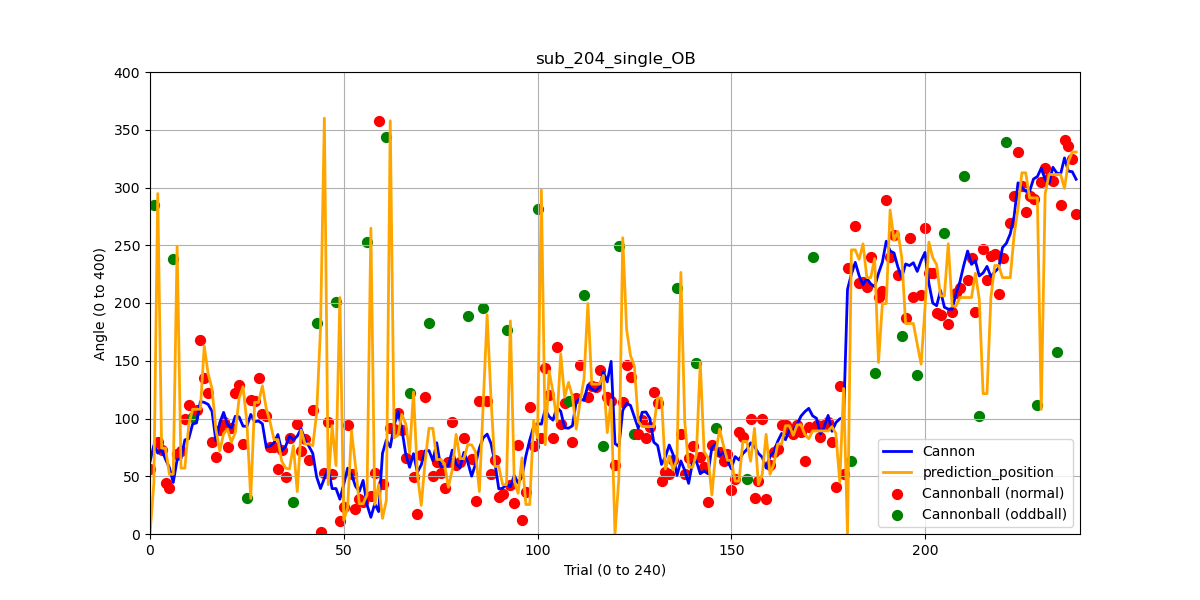 sub_204_single_OB
400
350
300
250
200
150
100
50
0
Angle (0 to 400)
0 50 100 150 200
Trial (0 to 240)
Cannon
prediction_position
Cannonball (normal)
Cannonball (oddball)